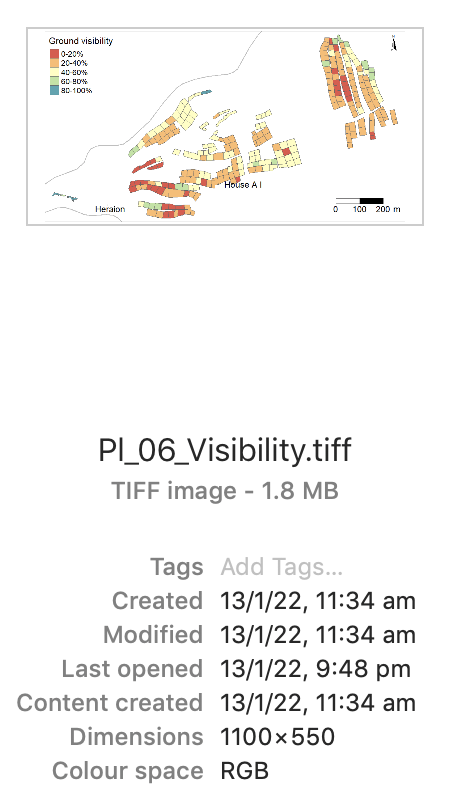 Ground visibility
0-20%
20-40%
40-60%
60-80%
80-100%
N
House A I
Heraion
0 100 200 m
Pl_06_Visibility.tiff
TIFF image - 1.8 MB
Tags Add Tags...
Created 13/1/22, 11:34 am
Modified 13/1/22, 11:34 am
Last opened 13/1/22, 9:48 pm
Content created 13/1/22, 11:34 am
Dimensions 1100×550
Colour space RGB